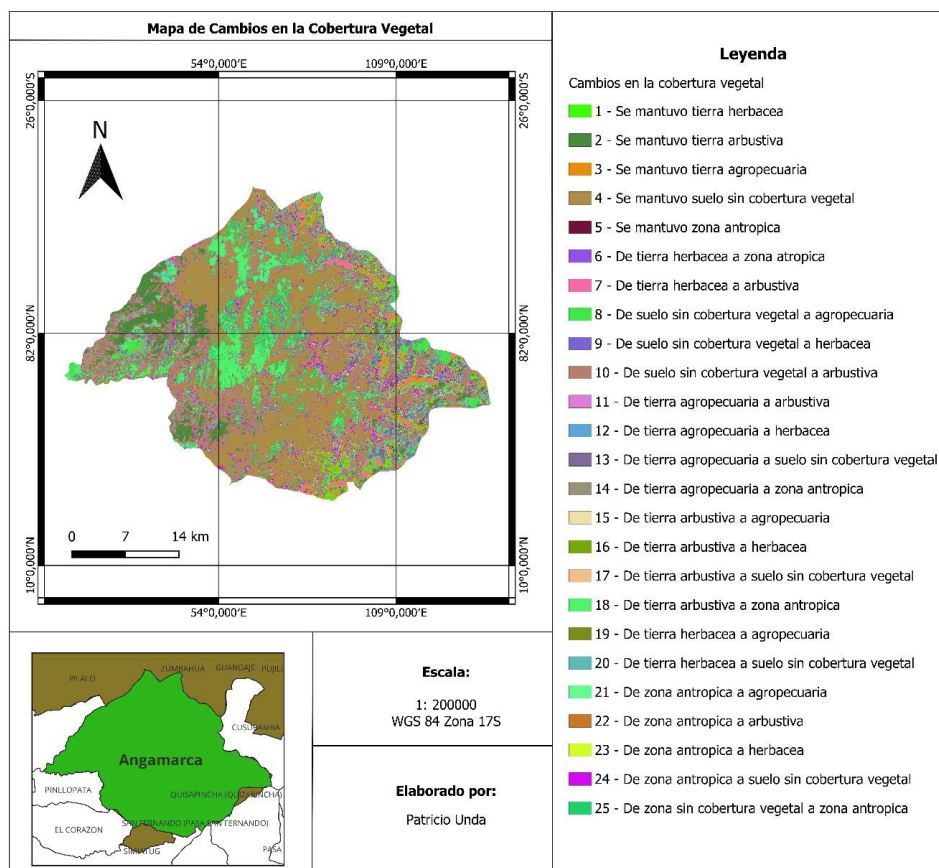 Mapa de Cambios en la Cobertura Vegetal
54°0,000'E
109°0,000'E
26°0,000'S
26°0,000'S
N
82°0,000'N
82°0,000'N
0 7 14 km
10°0,000'N
10°0,000'N
54°0,000'E
109°0,000'E
Leyenda
Cambios en la cobertura vegetal
1 - Se mantuvo tierra herbacea
2 - Se mantuvo tierra arbustiva
3 - Se mantuvo tierra agropecuaria
4 - Se mantuvo suelo sin cobertura vegetal
5 - Se mantuvo zona antropica
6 - De tierra herbacea a zona atropica
7 - De tierra herbacea a arbustiva
8 - De suelo sin cobertura vegetal a agropecuaria
9 - De suelo sin cobertura vegetal a herbacea
10 - De suelo sin cobertura vegetal a arbustiva
11 - De tierra agropecuaria a arbustiva
12 - De tierra agropecuaria a herbacea
13 - De tierra agropecuaria a suelo sin cobertura vegetal
14 - De tierra agropecuaria a zona antropica
15 - De tierra arbustiva a agropecuaria
16 - De tierra arbustiva a herbacea
17 - De tierra arbustiva a suelo sin cobertura vegetal
18 - De tierra arbustiva a zona antropica
19 - De tierra herbacea a agropecuaria
20 - De tierra herbacea a suelo sin cobertura vegetal
21 - De zona antropica a agropecuaria
22 - De zona antropica a arbustiva
23 - De zona antropica a herbacea
24 - De zona antropica a suelo sin cobertura vegetal
25 - De zona sin cobertura vegetal a zona antropica
PILALO
ZUMBAHUA
GUANGAJE
PUJILI
CUSUBAMBA
Angamarca
PINLLOPATA
QUISAPINCHA (QUIZAPINCHA)
EL CORAZON
SAN FERNANDO (PASA SAN FERNANDO)
SIMIATUG
PASA
Escala:
1: 200000
WGS 84 Zona 17S
Elaborado por:
Patricio Unda